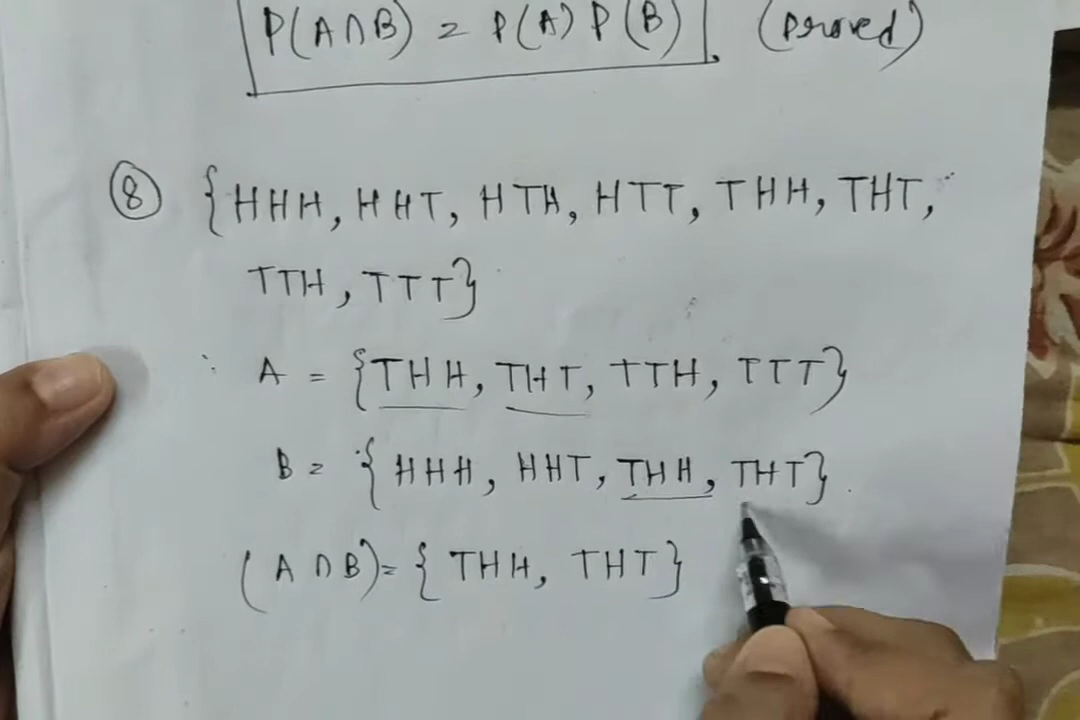 P(A∩B) = P(A) P(B). (Proved)
⑧ {HHH, HHT, HTH, HTT, THH, THT,
TTH, TTT}
A = {THH, THT, TTH, TTT}
B = {HHH, HHT, THH, THT}.
(A∩B) = {THH, THT}